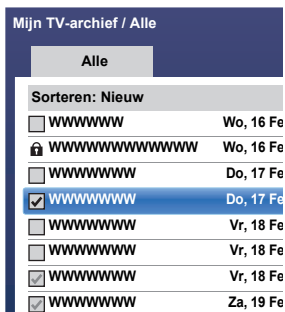 Mijn TV-archief / Alle
Alle
Sorteren: Nieuw
WWWWWW Wo, 16 Fe
WWWWWWWWWWWW Wo, 16 Fe
WWWWWWW Do, 17 Fe
WWWWWWW Do, 17 Fe
WWWWWWW Vr, 18 Fe
WWWWWWW Vr, 18 Fe
WWWWWWW Vr, 18 Fe
WWWWWWW Za, 19 Fe